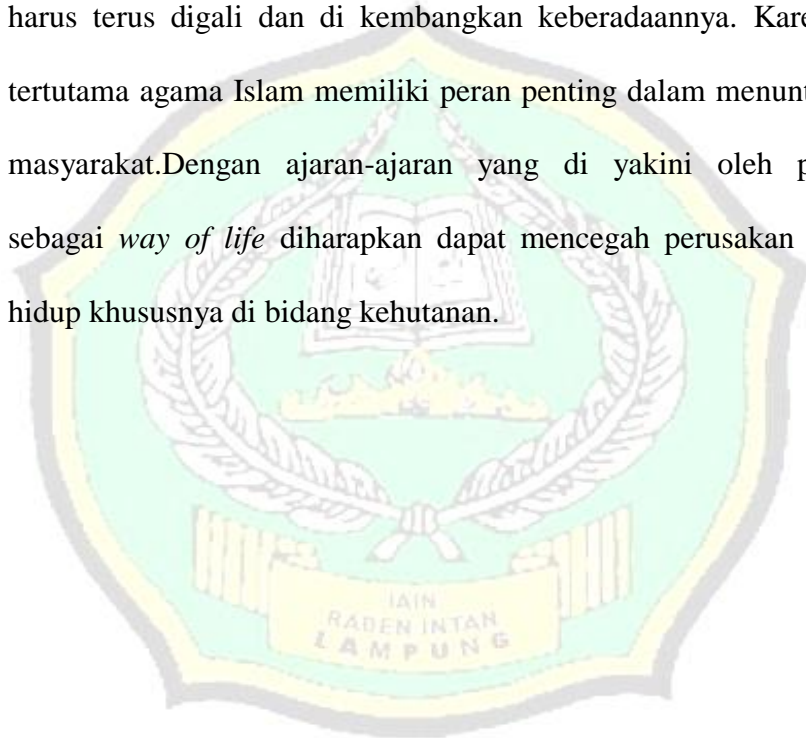 harus terus digali dan di kembangkan keberadaannya. Kare
tertutama agama Islam memiliki peran penting dalam menunt
masyarakat.Dengan ajaran-ajaran yang di yakini oleh p
sebagai way of life diharapkan dapat mencegah perusakan
hidup khususnya di bidang kehutanan.
IAIN
RADEN INTAN
LAMPUNG